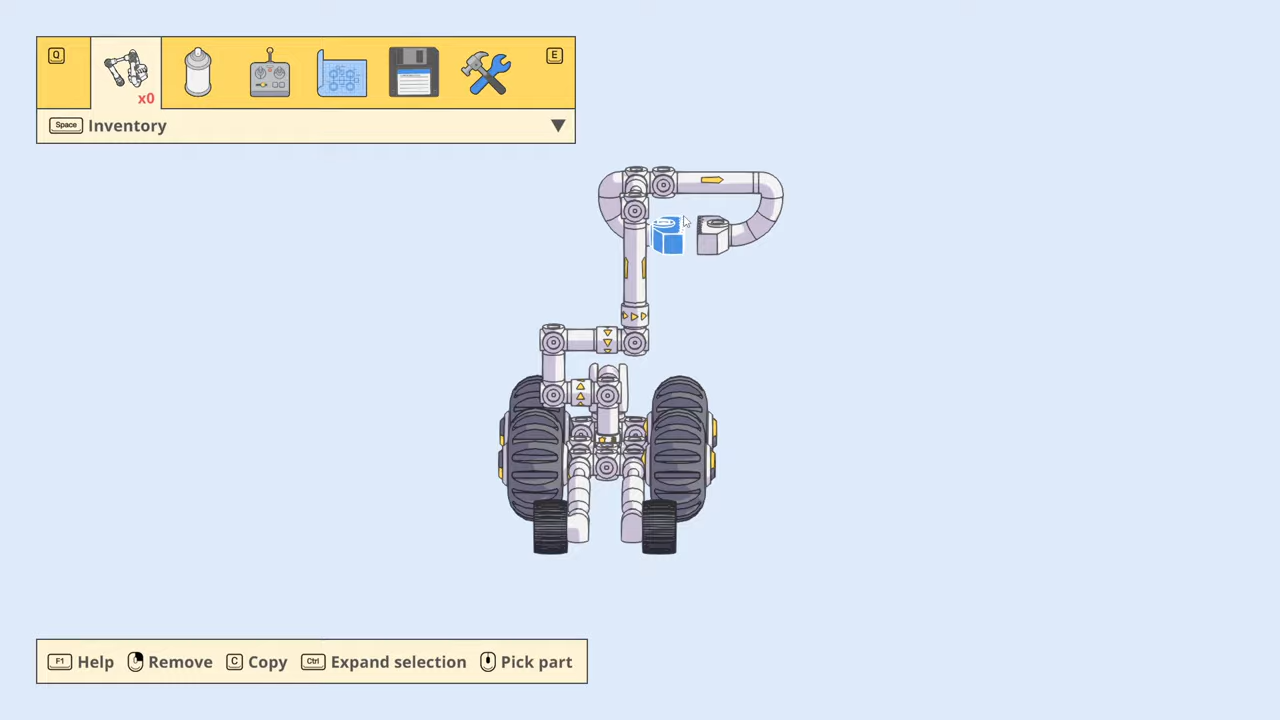 Q
E
x0
Space Inventory
F1 Help Remove C Copy Ctrl Expand selection Pick part